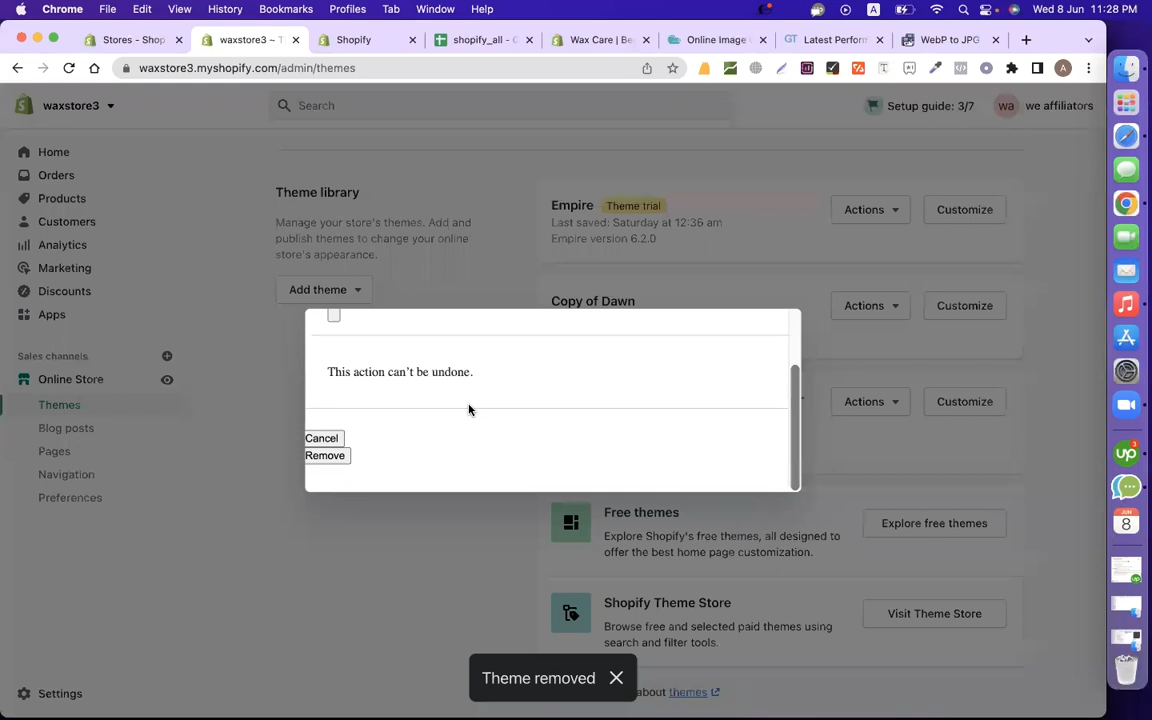 Chrome File Edit View History Bookmarks Profiles Tab Window Help
A Wed 8 Jun 11:28 PM
Stores - Shop
waxstore3 ~ T
Shopify
shopify_all - G
Wax Care | Be
Online Image
GT Latest Perform
WebP to JPG
waxstore3.myshopify.com/admin/themes
A
waxstore3
Search
Setup guide: 3/7
wa we affiliators
Home
Orders
Products
Customers
Analytics
Marketing
Discounts
Apps
Sales channels
Online Store
Themes
Blog posts
Pages
Navigation
Preferences
Settings
Theme library
Manage your store's themes. Add and
publish themes to change your online
store's appearance.
Add theme
Empire Theme trial
Last saved: Saturday at 12:36 am
Empire version 6.2.0
Actions Customize
Copy of Dawn
Actions Customize
Actions Customize
This action can't be undone.
Cancel
Remove
Free themes
Explore Shopify's free themes, all designed to
offer the best home page customization.
Explore free themes
Shopify Theme Store
Browse free and selected paid themes using
search and filter tools.
Visit Theme Store
about themes
Theme removed
up
3
JUN
8